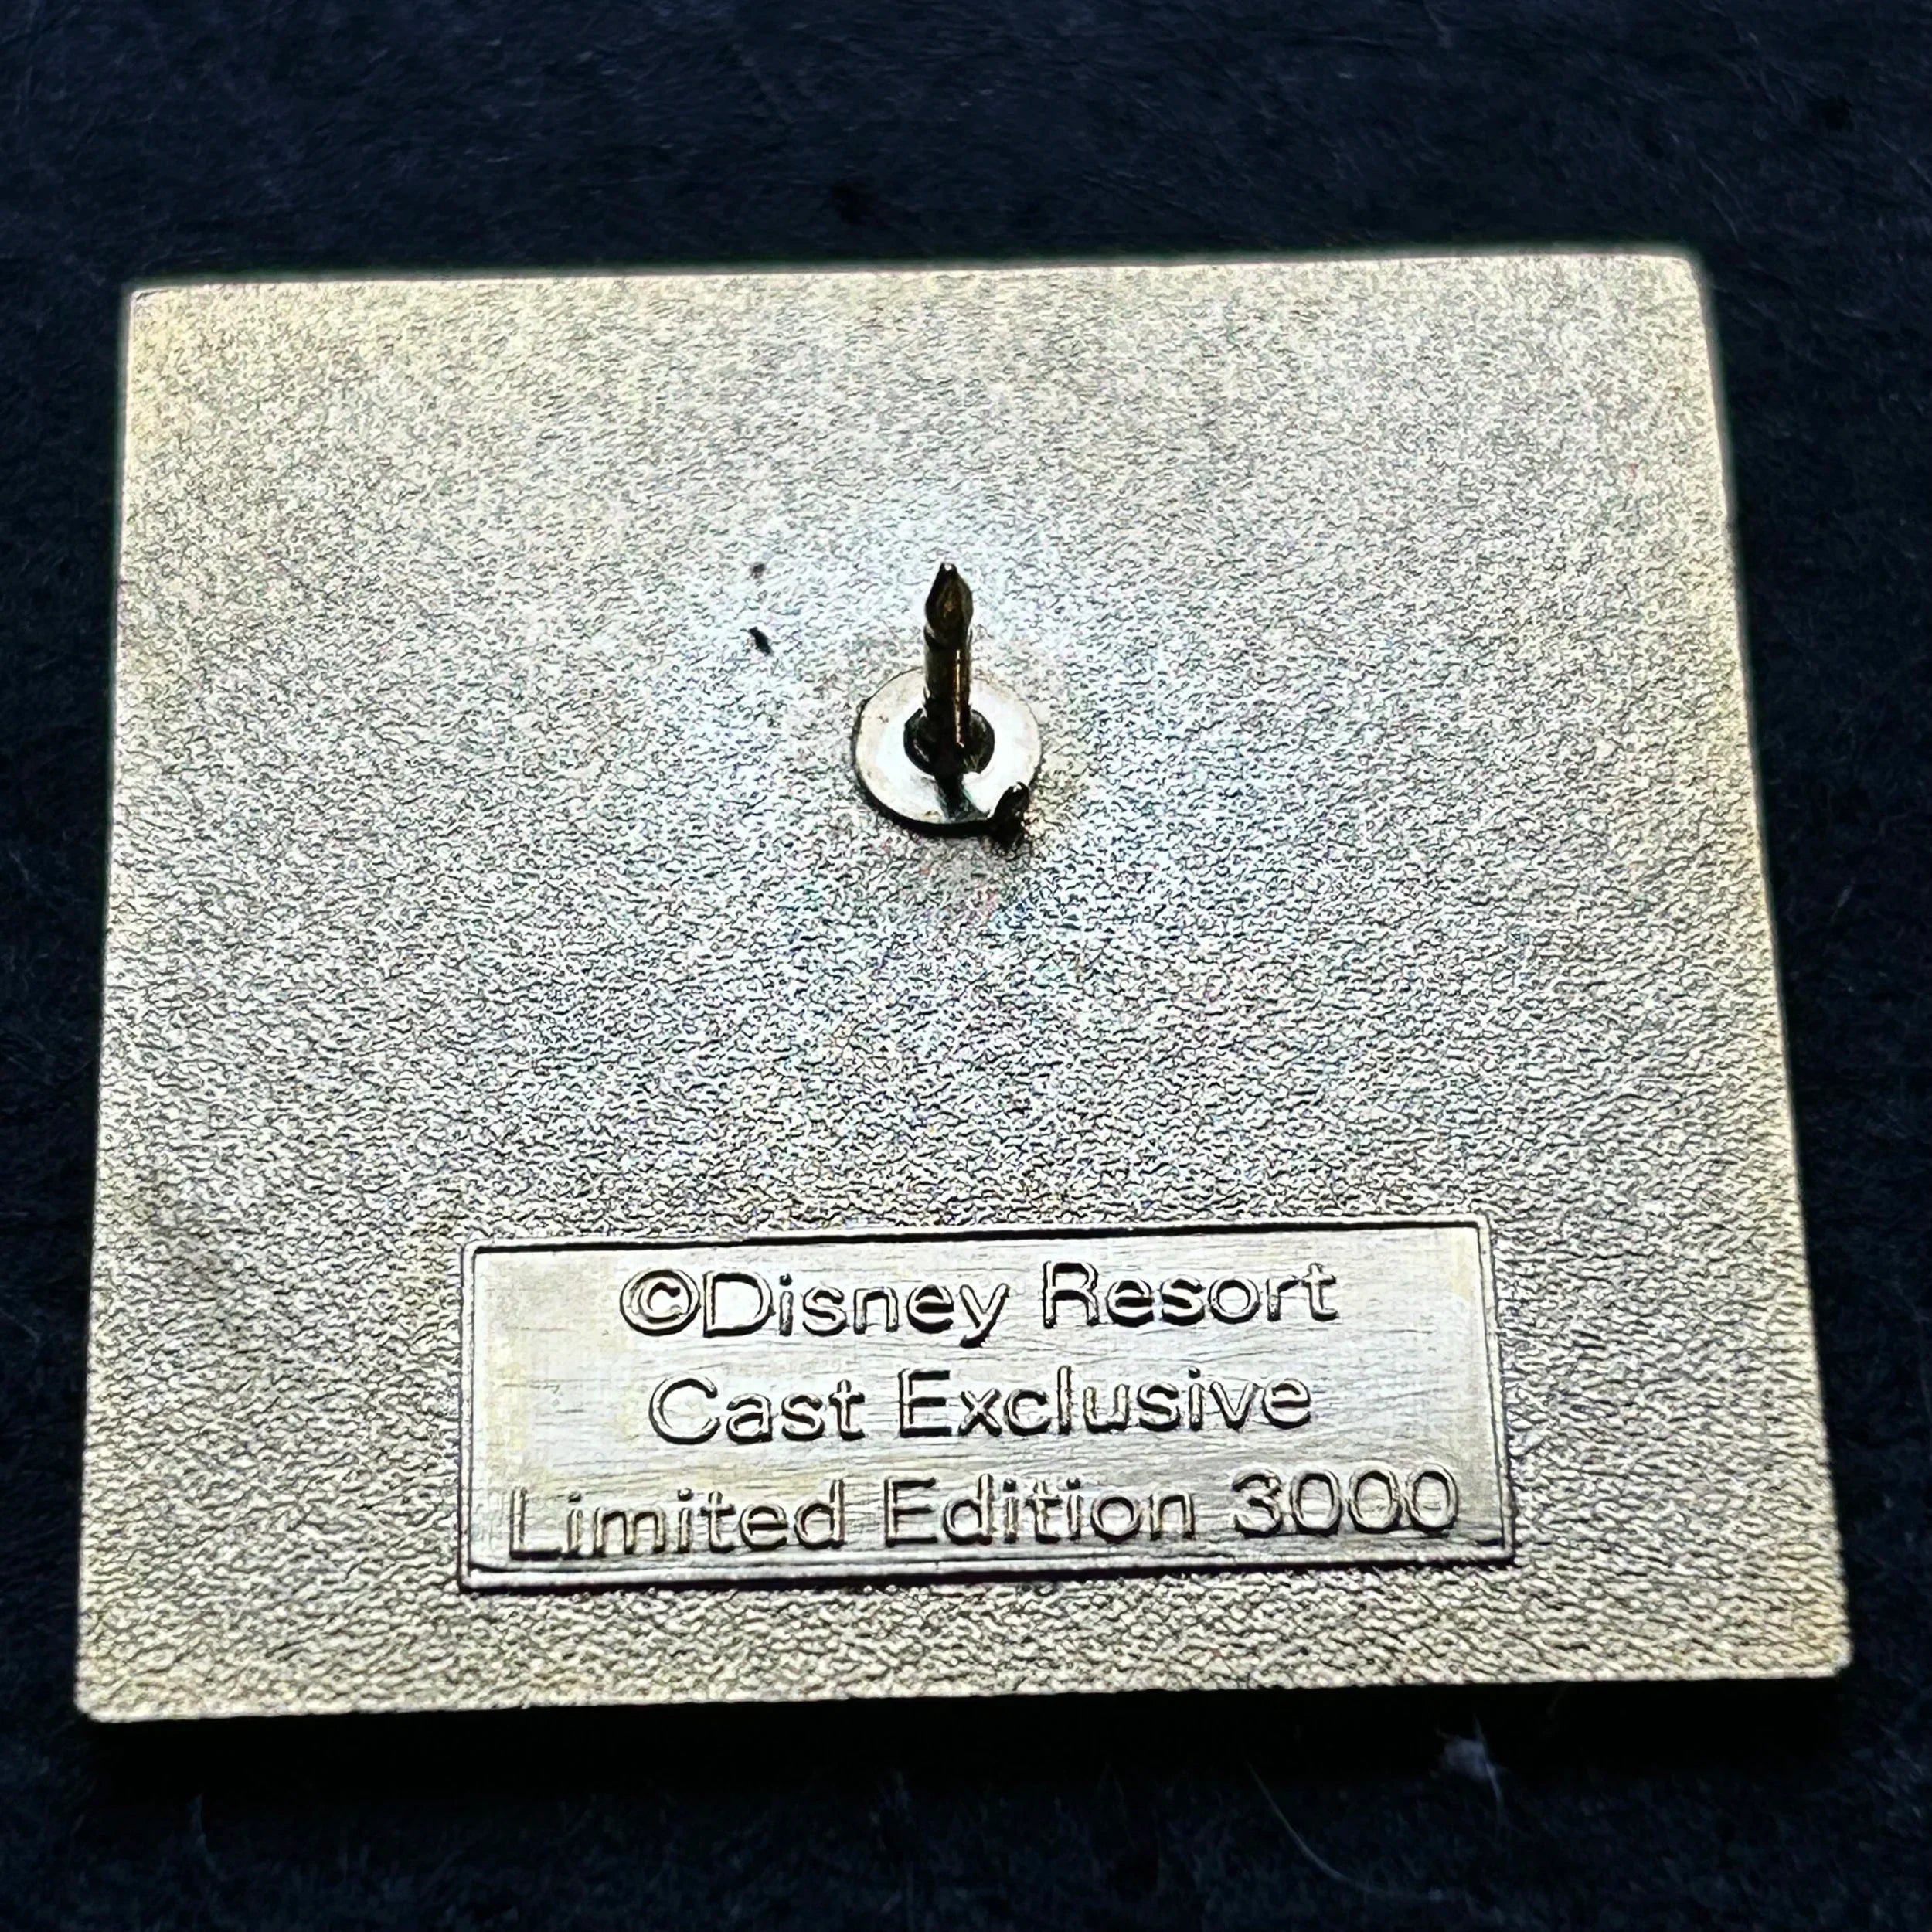 ©Disney Resort
Cast Exclusive
Limited Edition 3000